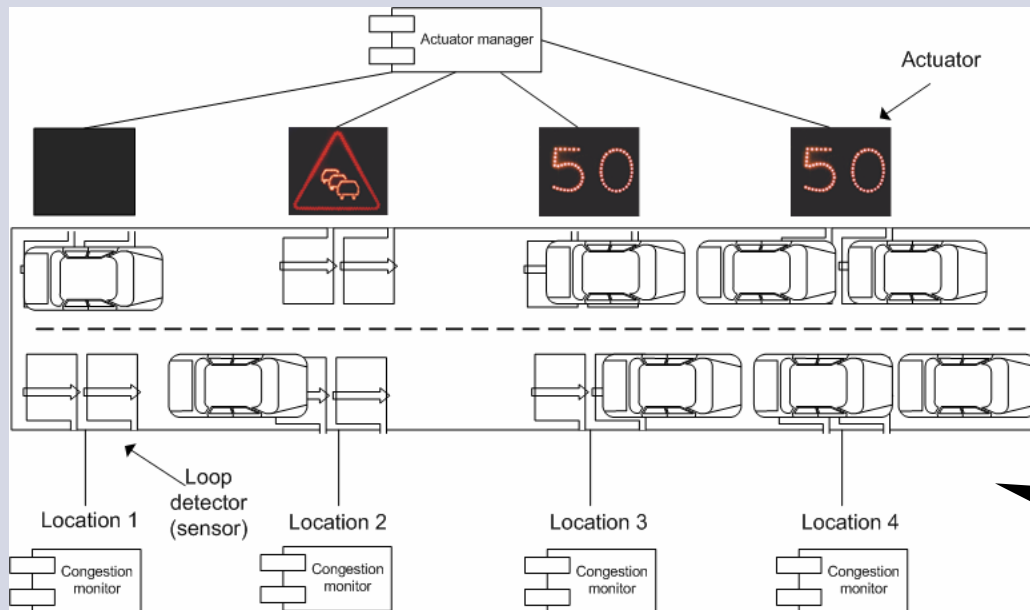 Actuator manager
Actuator
50
50
Loop
detector
(sensor)
Location 1
Location 2
Location 3
Location 4
Congestion
monitor
Congestion
monitor
Congestion
monitor
Congestion
monitor